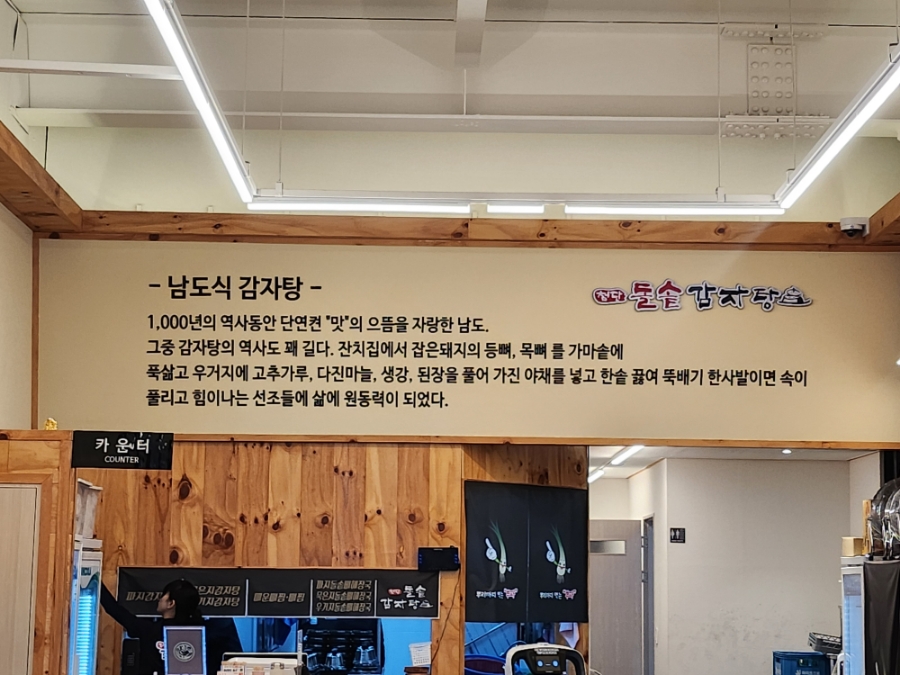 - 남도식 감자탕 -
첨단 돌솥 감자탕
1,000년의 역사동안 단연컨 "맛"의 으뜸을 자랑한 남도.
그중 감자탕의 역사도 꽤 길다. 잔치집에서 잡은돼지의 등뼈, 목뼈 를 가마솥에
푹삶고 우거지에 고추가루, 다진마늘, 생강, 된장을 풀어 가진 야채를 넣고 한솥 끓여 뚝배기 한사발이면 속이
풀리고 힘이나는 선조들에 삶에 원동력이 되었다.
카운터
COUNTER
감자탕